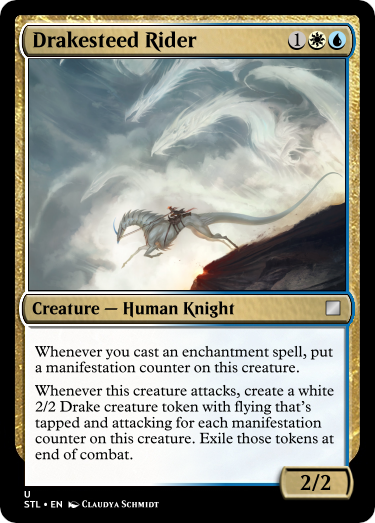 Drakesteed Rider 1
Creature — Human Knight
Whenever you cast an enchantment spell, put
a manifestation counter on this creature.
Whenever this creature attacks, create a white
2/2 Drake creature token with flying that's
tapped and attacking for each manifestation
counter on this creature. Exile those tokens at
end of combat.
2/2
U
STL • EN Claudya Schmidt